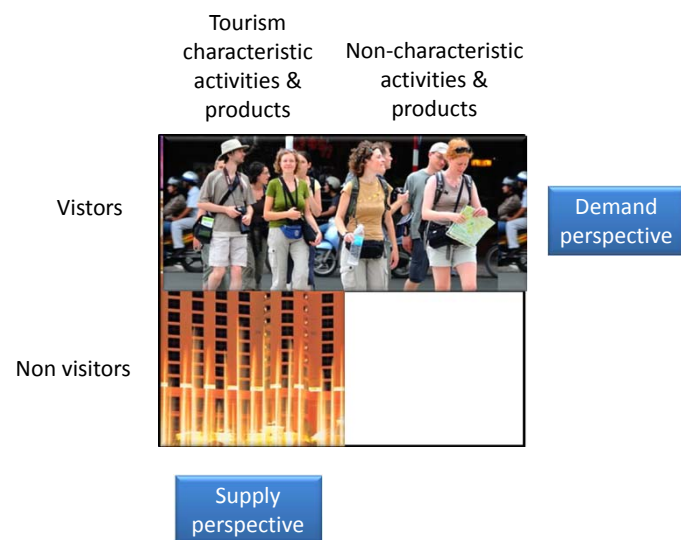 Tourism
characteristic
activities &
products
Non-characteristic
activities &
products
Vistors
Demand
perspective
Non visitors
Supply
perspective